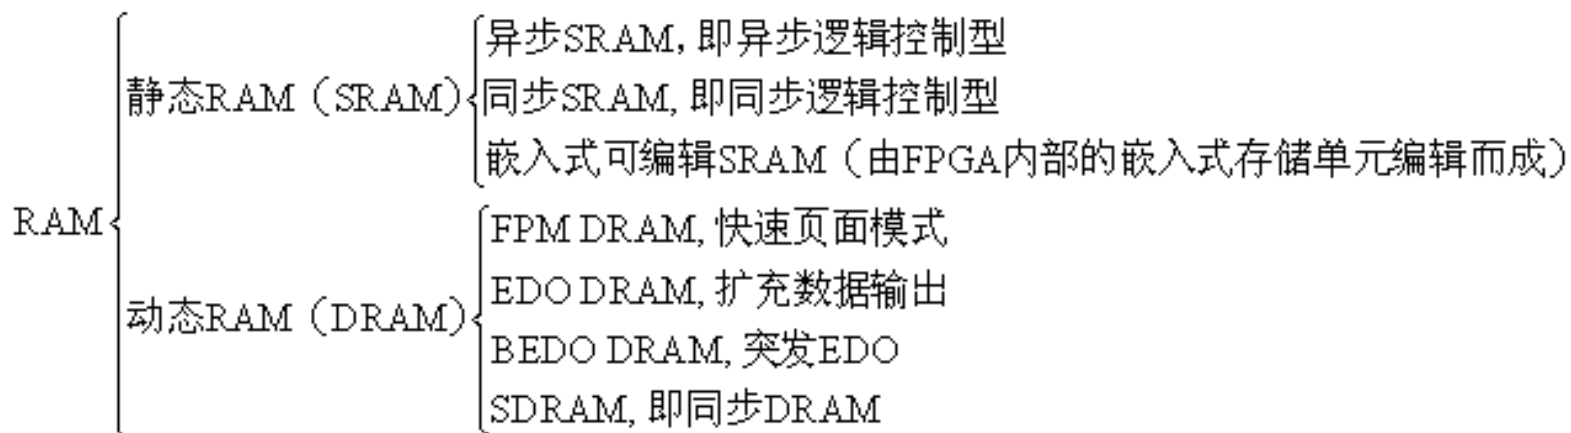 RAM
静态RAM（SRAM）
异步SRAM, 即异步逻辑控制型
同步SRAM, 即同步逻辑控制型
嵌入式可编辑SRAM（由FPGA内部的嵌入式存储单元编辑而成）
动态RAM（DRAM）
FPM DRAM, 快速页面模式
EDO DRAM, 扩充数据输出
BEDO DRAM, 突发EDO
SDRAM, 即同步DRAM